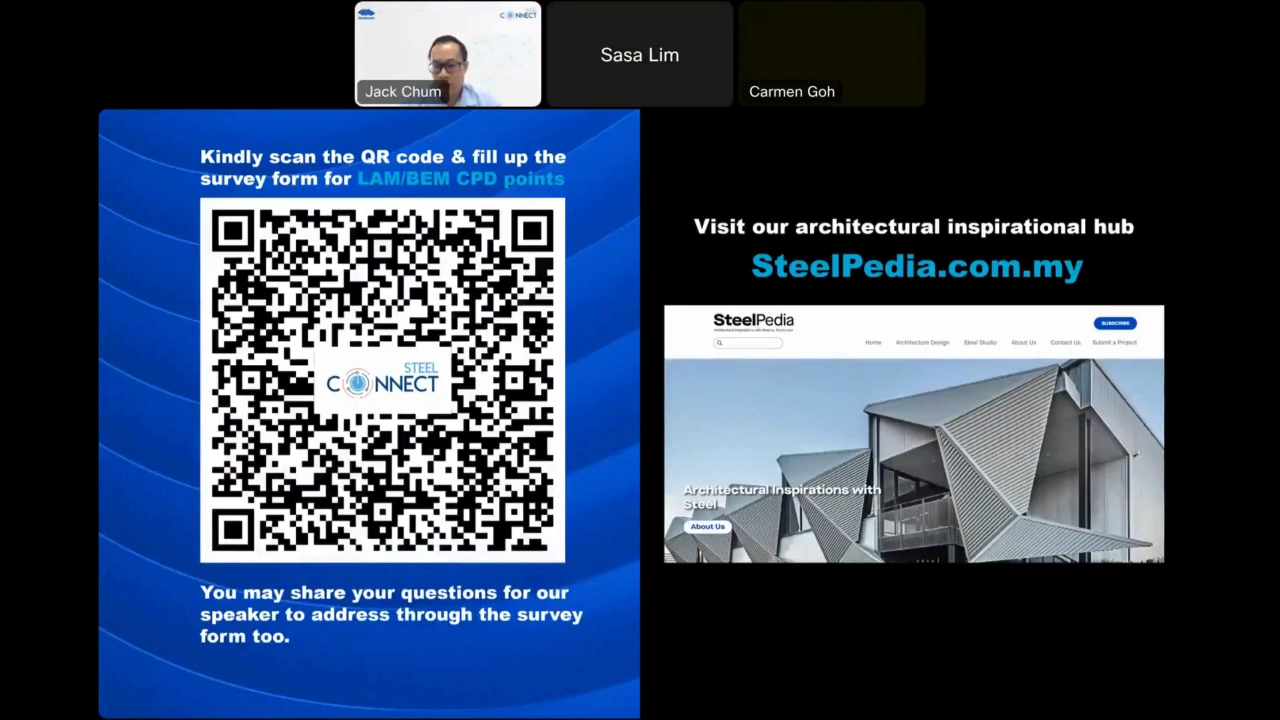 CONNECT
Jack Chum
Sasa Lim
Carmen Goh
Kindly scan the QR code & fill up the
survey form for LAM/BEM CPD points
STEEL
CONNECT
You may share your questions for our
speaker to address through the survey
form too.
Visit our architectural inspirational hub
SteelPedia.com.my
SteelPedia
SUBSCRIBE
Home Architecture Design Steel Studio About Us Contact Us Submit a Project
Architectural Inspirations with
Steel
About Us